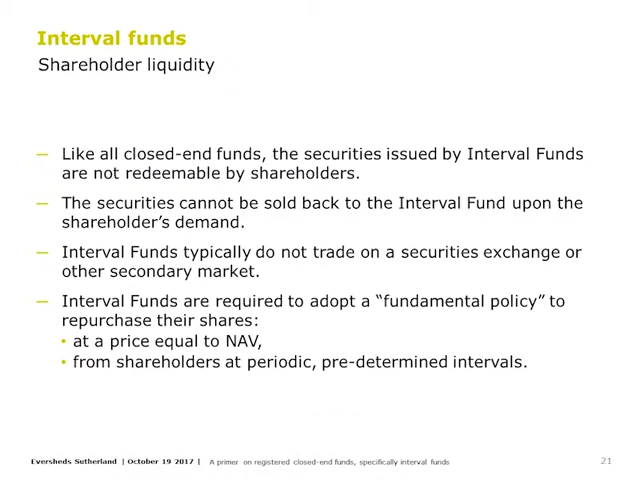 Interval funds
Shareholder liquidity
— Like all closed-end funds, the securities issued by Interval Funds
are not redeemable by shareholders.
— The securities cannot be sold back to the Interval Fund upon the
shareholder's demand.
— Interval Funds typically do not trade on a securities exchange or
other secondary market.
— Interval Funds are required to adopt a “fundamental policy” to
repurchase their shares:
• at a price equal to NAV,
• from shareholders at periodic, pre-determined intervals.
Eversheds Sutherland | October 19 2017 | A primer on registered closed-end funds, specifically interval funds 21